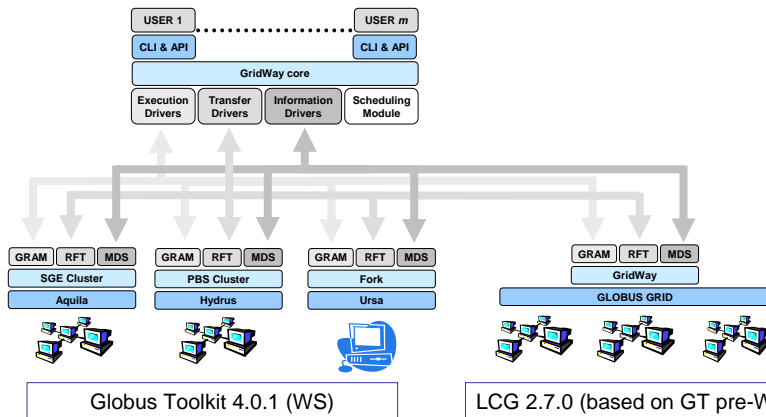 USER 1 USER m
CLI & API CLI & API
GridWay core
Execution Drivers Transfer Drivers Information Drivers Scheduling Module
GRAM RFT MDS GRAM RFT MDS GRAM RFT MDS GRAM RFT MDS
SGE Cluster PBS Cluster Fork GridWay
Aquila Hydrus Ursa GLOBUS GRID
Globus Toolkit 4.0.1 (WS) LCG 2.7.0 (based on GT pre-W